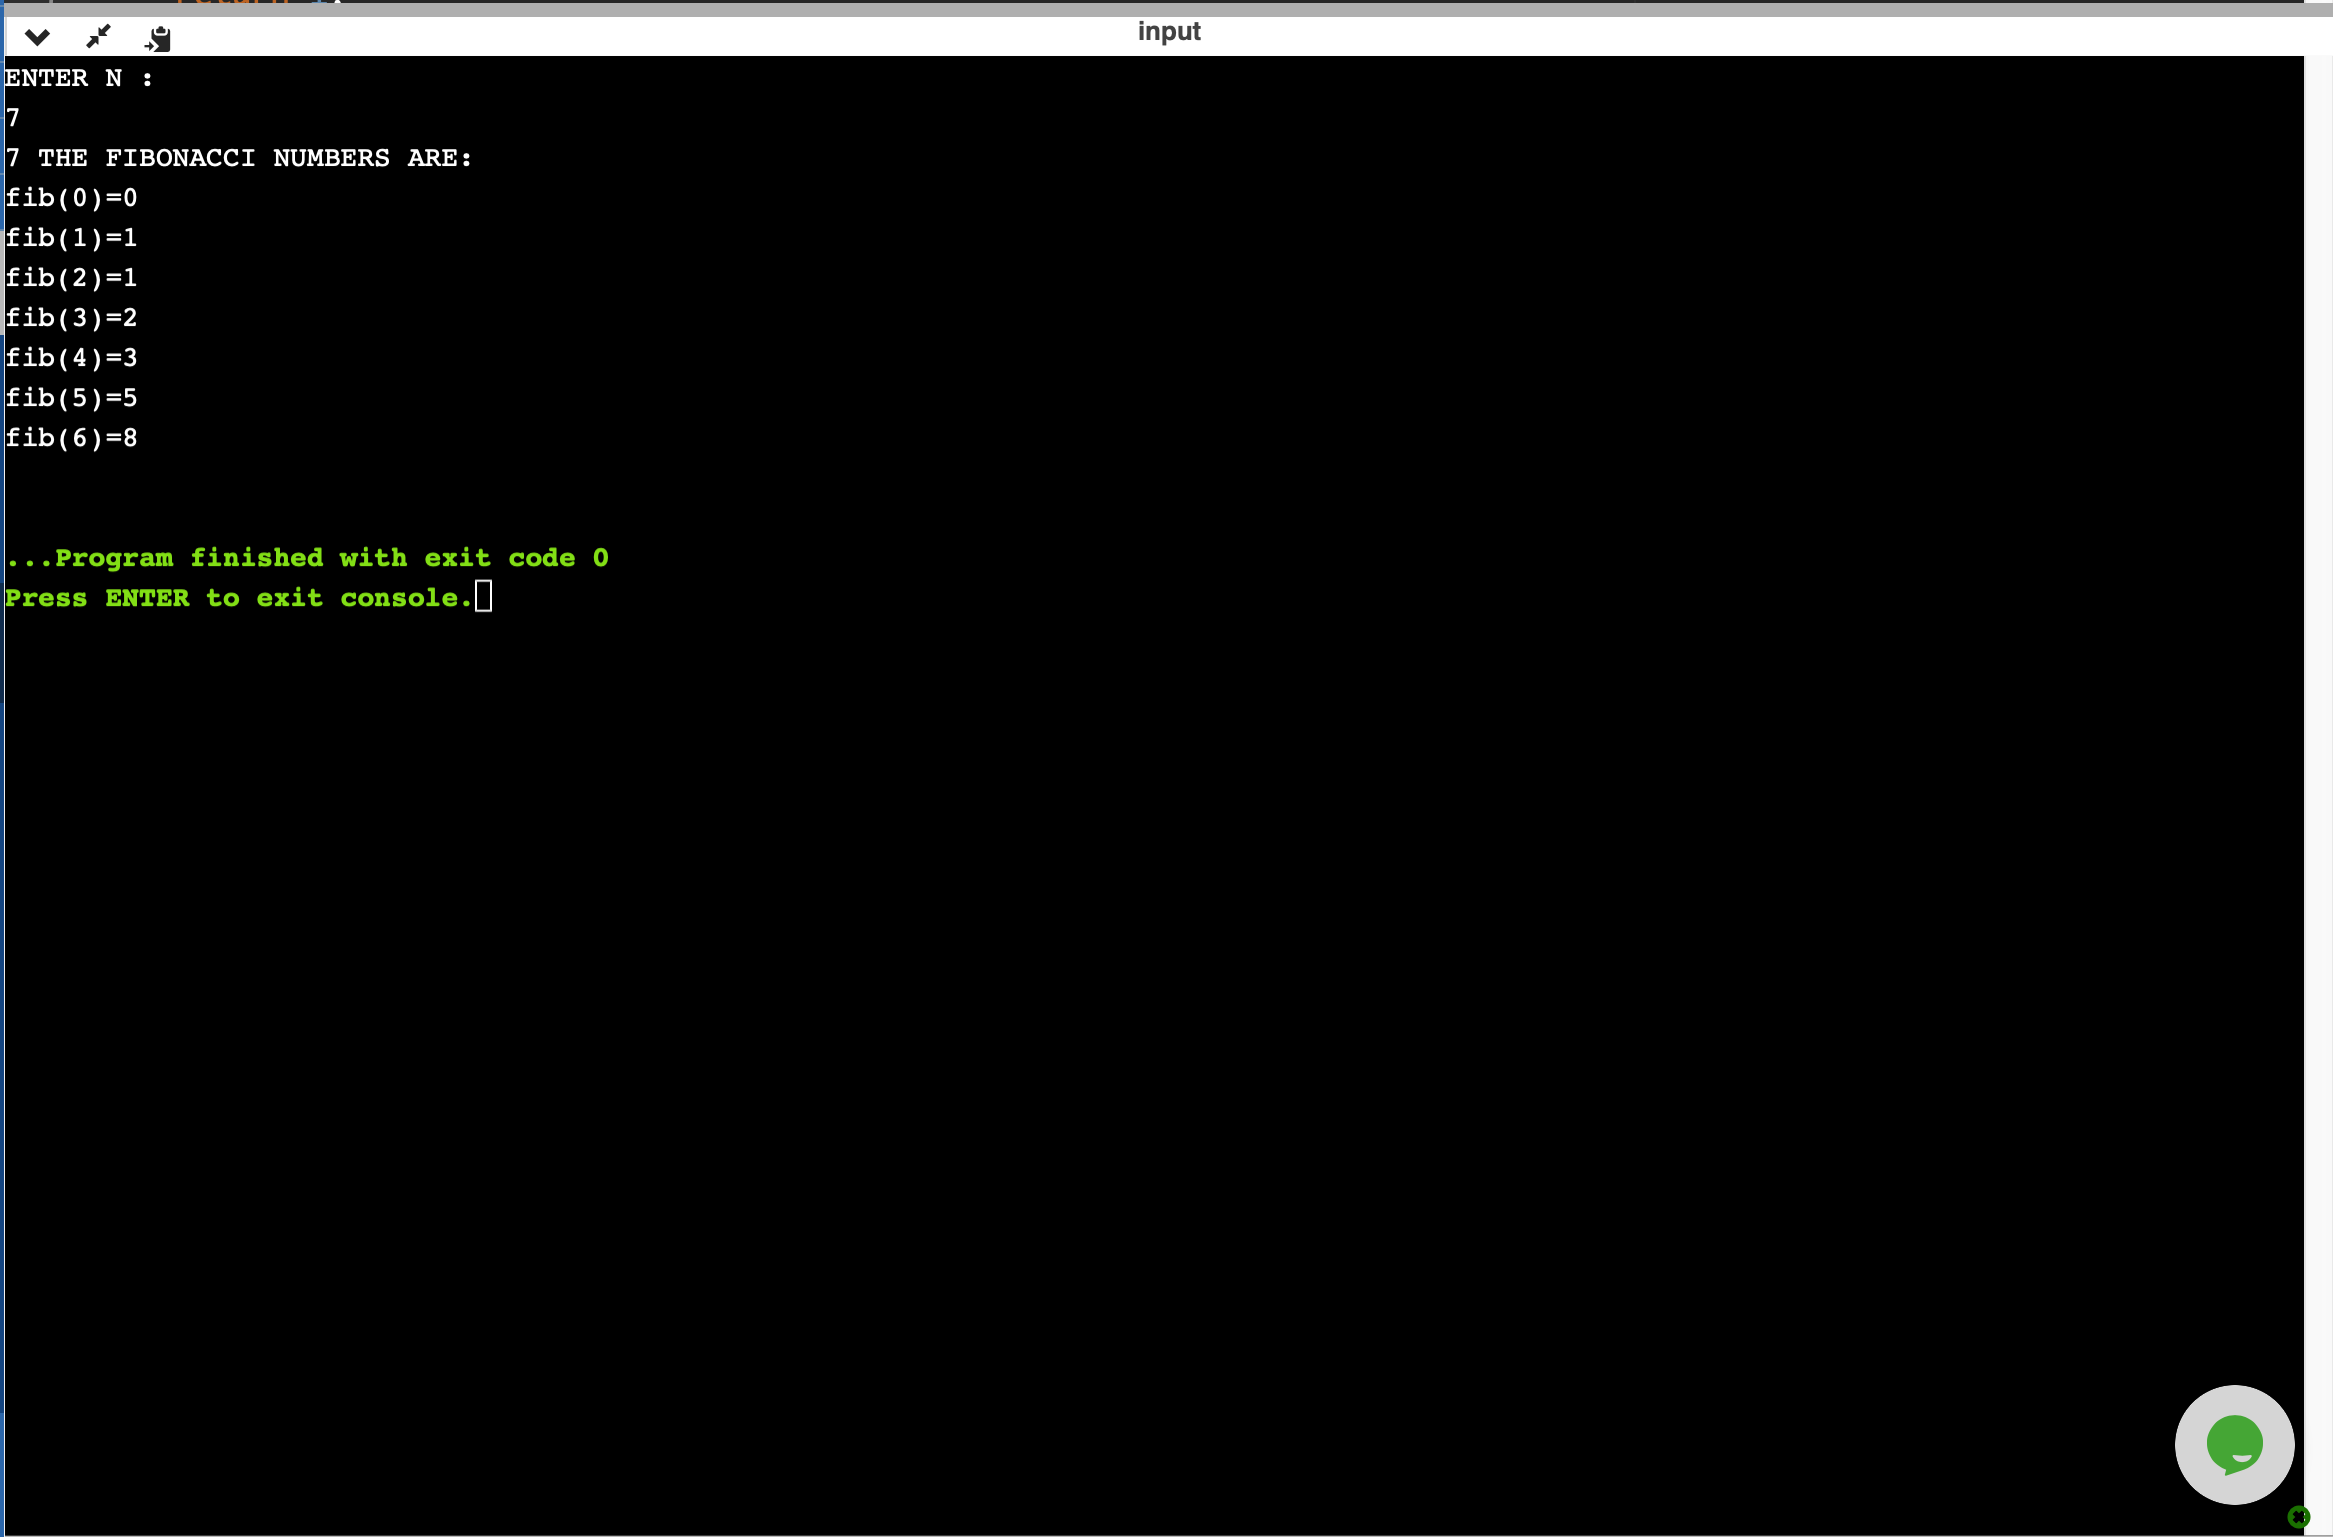 input
ENTER N :
7
7 THE FIBONACCI NUMBERS ARE:
fib(0)=0
fib(1)=1
fib(2)=1
fib(3)=2
fib(4)=3
fib(5)=5
fib(6)=8
...Program finished with exit code 0
Press ENTER to exit console.